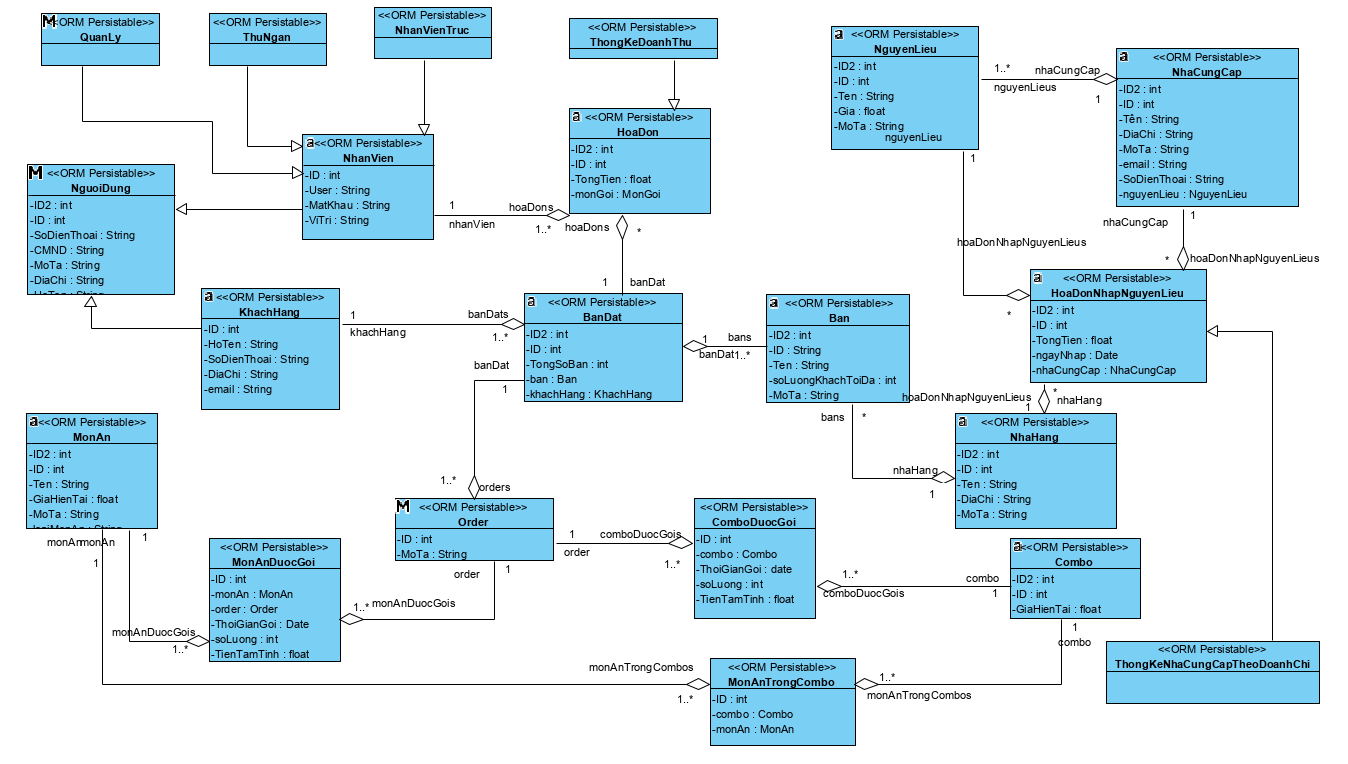 <<ORM Persistable>>
QuanLy
<<ORM Persistable>>
ThuNgan
<<ORM Persistable>>
NhanVienTruc
<<ORM Persistable>>
ThongKeDoanhThu
<<ORM Persistable>>
NguyenLieu
-ID2 : int
-ID : int
-Ten : String
-Gia : float
-MoTa : String
nguyenLieu
1
1..*
nguyenLieus
nhaCungCap
1
<<ORM Persistable>>
NhaCungCap
-ID2 : int
-ID : int
-Tên : String
-DiaChi : String
-MoTa : String
-email : String
-SoDienThoai : String
-nguyenLieu : NguyenLieu
<<ORM Persistable>>
HoaDon
-ID2 : int
-ID : int
-TongTien : float
-monGoi : MonGoi
<<ORM Persistable>>
NhanVien
-ID : int
-User : String
-MatKhau : String
-ViTri : String
1
nhanVien
hoaDons
1..*
hoaDons
*
1
banDat
<<ORM Persistable>>
NguoiDung
-ID2 : int
-ID : int
-SoDienThoai : String
-CMND : String
-MoTa : String
-DiaChi : String
-HoTen : String
1
nhaCungCap
*
hoaDonNhapNguyenLieus
hoaDonNhapNguyenLieus
*
<<ORM Persistable>>
HoaDonNhapNguyenLieu
-ID2 : int
-ID : int
-TongTien : float
-ngayNhap : Date
-nhaCungCap : NhaCungCap
<<ORM Persistable>>
KhachHang
-ID : int
-HoTen : String
-SoDienThoai : String
-DiaChi : String
-email : String
1
khachHang
banDats
1..*
<<ORM Persistable>>
BanDat
-ID2 : int
-ID : int
-TongSoBan : int
-ban : Ban
-khachHang : KhachHang
1
banDat
bans
1..*
<<ORM Persistable>>
Ban
-ID2 : int
-ID : String
-Ten : String
-soLuongKhachToiDa : int
-MoTa : String
banDat
1
bans
*
hoaDonNhapNguyenLieus
*
1
nhaHang
<<ORM Persistable>>
NhaHang
-ID2 : int
-ID : int
-Ten : String
-DiaChi : String
-MoTa : String
nhaHang
1
<<ORM Persistable>>
MonAn
-ID2 : int
-ID : int
-Ten : String
-GiaHienTai : float
-MoTa : String
-loaiMonAn : String
monAn
monAn
1
1
1..*
orders
<<ORM Persistable>>
Order
-ID : int
-MoTa : String
1
order
comboDuocGois
1..*
<<ORM Persistable>>
ComboDuocGoi
-ID : int
-combo : Combo
-ThoiGianGoi : date
-soLuong : int
-TienTamTinh : float
1..*
comboDuocGois
combo
1
<<ORM Persistable>>
Combo
-ID2 : int
-ID : int
-GiaHienTai : float
1
combo
<<ORM Persistable>>
MonAnDuocGoi
-ID : int
-monAn : MonAn
-order : Order
-ThoiGianGoi : Date
-soLuong : int
-TienTamTinh : float
order
1
1..*
monAnDuocGois
monAnDuocGois
1..*
monAnTrongCombos
1..*
<<ORM Persistable>>
MonAnTrongCombo
-ID : int
-combo : Combo
-monAn : MonAn
1..*
monAnTrongCombos
<<ORM Persistable>>
ThongKeNhaCungCapTheoDoanhChi